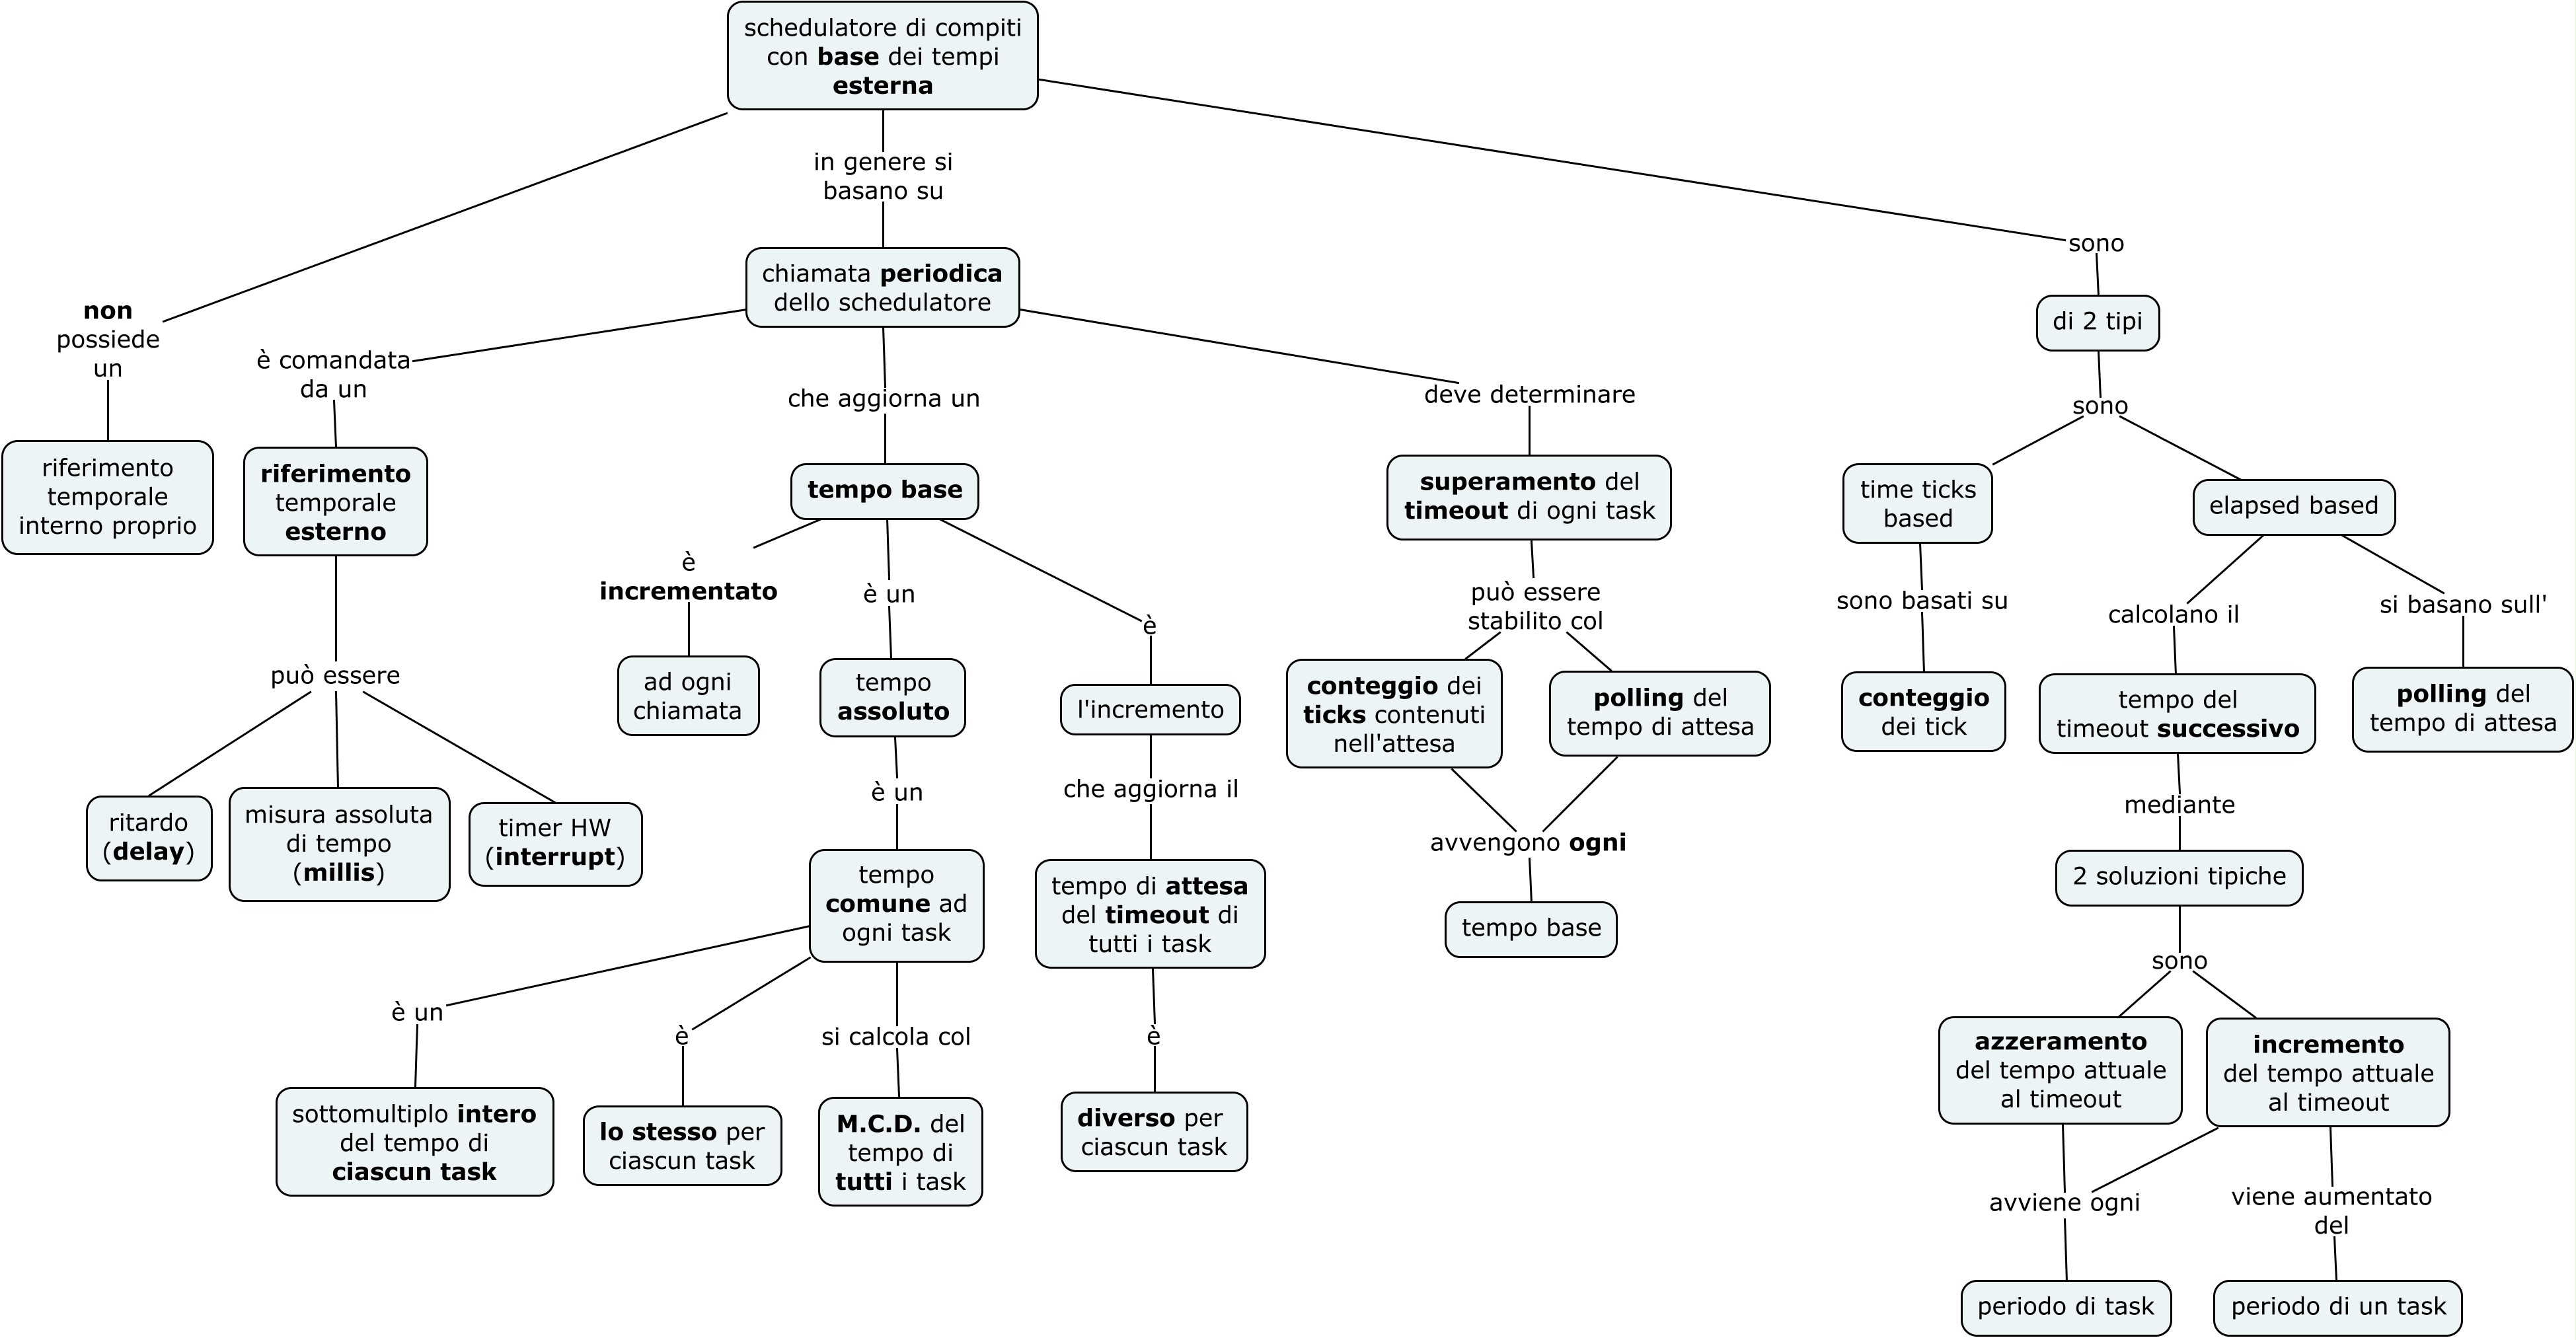 schedulatore di compiti
con base dei tempi
esterna
in genere si
basano su
sono
chiamata periodica
dello schedulatore
di 2 tipi
non
possiede
un
è comandata
da un
che aggiorna un
deve determinare
sono
riferimento
temporale
interno proprio
riferimento
temporale
esterno
tempo base
superamento del
timeout di ogni task
time ticks
based
elapsed based
è
incrementato
è un
è
può essere
stabilito col
sono basati su
calcolano il
si basano sull'
può essere
ad ogni
chiamata
tempo
assoluto
l'incremento
conteggio dei
ticks contenuti
nell'attesa
polling del
tempo di attesa
conteggio
dei tick
tempo del
timeout successivo
polling del
tempo di attesa
ritardo
(delay)
misura assoluta
di tempo
(millis)
timer HW
(interrupt)
è un
che aggiorna il
avvengono ogni
mediante
tempo
comune ad
ogni task
tempo di attesa
del timeout di
tutti i task
tempo base
2 soluzioni tipiche
sono
è un
è
si calcola col
è
sottomultiplo intero
del tempo di
ciascun task
lo stesso per
ciascun task
M.C.D. del
tempo di
tutti i task
diverso per
ciascun task
azzeramento
del tempo attuale
al timeout
incremento
del tempo attuale
al timeout
avviene ogni
viene aumentato
del
periodo di task
periodo di un task